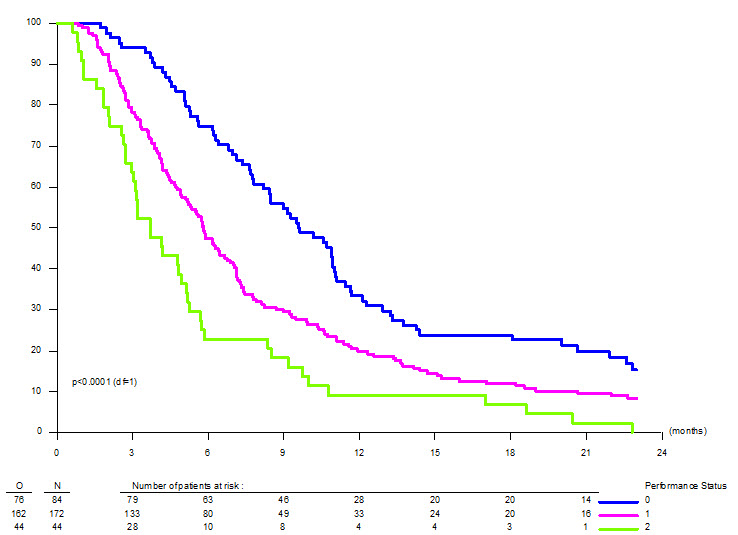 100
90
80
70
60
50
40
30
20
10
0
p<0.0001 (df=1)
(months)
0 3 6 9 12 15 18 21 24
O N Number of patients at risk : Performance Status
76 84 79 63 46 28 20 20 14 0
162 172 133 80 49 33 24 20 16 1
44 44 28 10 8 4 4 3 1 2